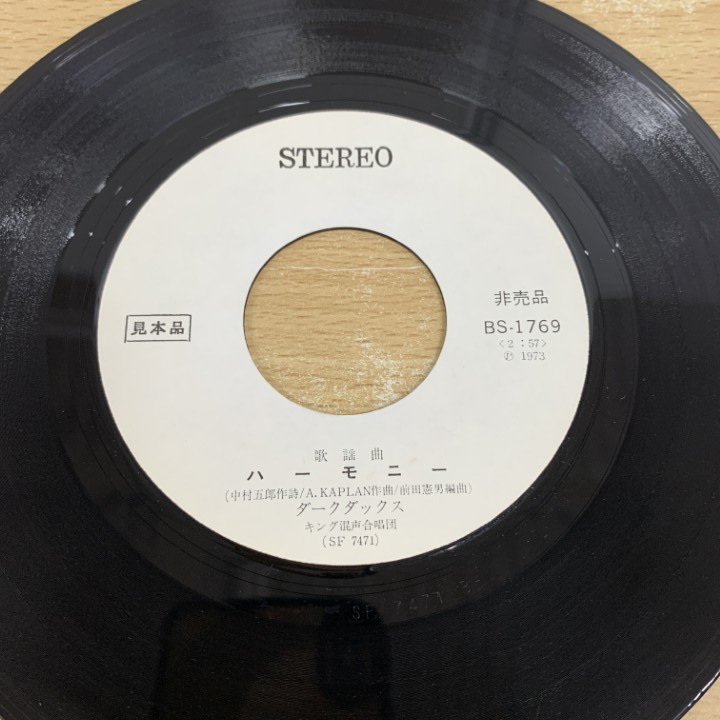 STEREO
見本品
非売品
BS-1769
<2:57>
Ⓟ 1973
歌謡曲
ハーモニー
(中村五郎作詩/A.KAPLAN作曲/前田憲男編曲)
ダークダックス
キング混声合唱団
(SF 7471)
SF 7471